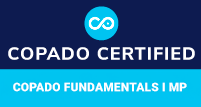 COPADO CERTIFIED
COPADO FUNDAMENTALS I MP